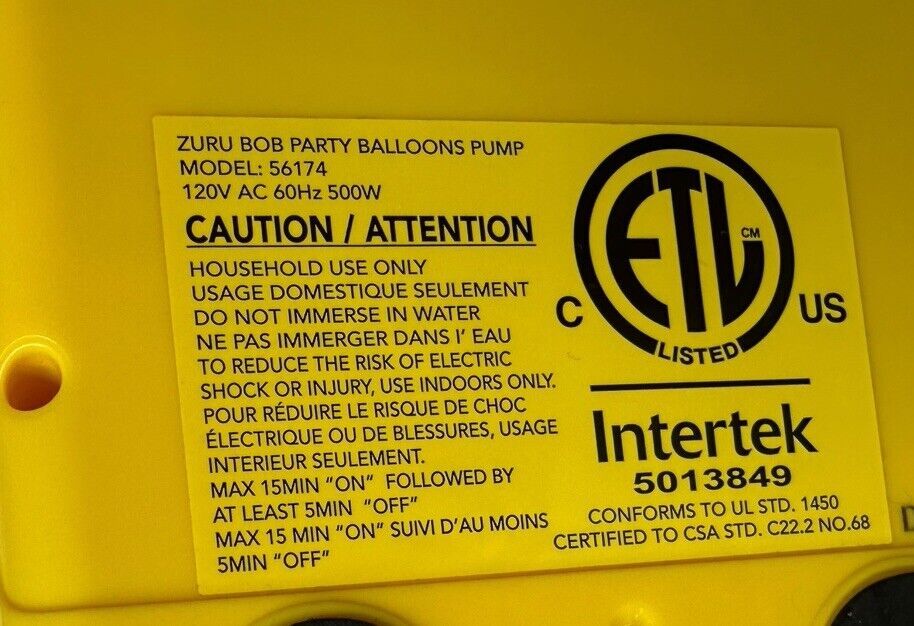 ZURU BOB PARTY BALLOONS PUMP
MODEL: 56174
120V AC 60Hz 500W
CAUTION / ATTENTION
HOUSEHOLD USE ONLY
USAGE DOMESTIQUE SEULEMENT
DO NOT IMMERSE IN WATER
NE PAS IMMERGER DANS I' EAU
TO REDUCE THE RISK OF ELECTRIC
SHOCK OR INJURY, USE INDOORS ONLY.
POUR RÉDUIRE LE RISQUE DE CHOC
ÉLECTRIQUE OU DE BLESSURES, USAGE
INTERIEUR SEULEMENT.
MAX 15MIN "ON" FOLLOWED BY
AT LEAST 5MIN "OFF"
MAX 15 MIN "ON" SUIVI D'AU MOINS
5MIN "OFF"
ETL CM
C US
LISTED
Intertek
5013849
CONFORMS TO UL STD. 1450
CERTIFIED TO CSA STD. C22.2 NO.68